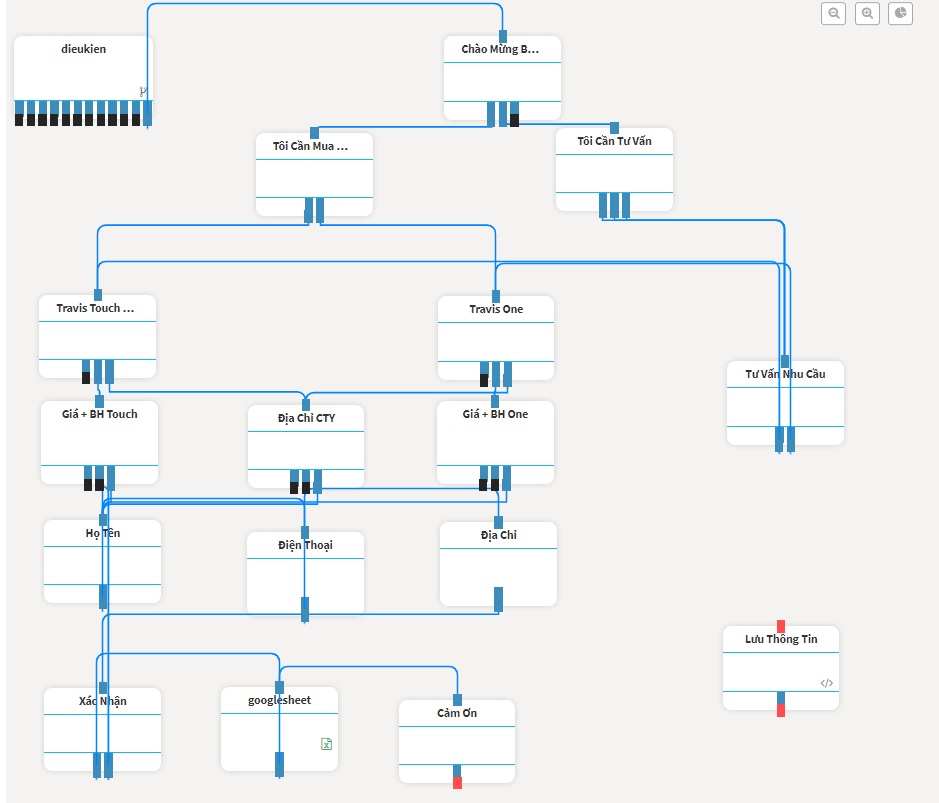 dieukien
Chào Mừng B...
Tôi Cần Mua ...
Tôi Cần Tư Vấn
Travis Touch ...
Travis One
Tư Vấn Nhu Cầu
Giá + BH Touch
Địa Chỉ CTY
Giá + BH One
Họ Tên
Điện Thoại
Địa Chỉ
Lưu Thông Tin
</>
Xác Nhận
googlesheet
Cảm Ơn